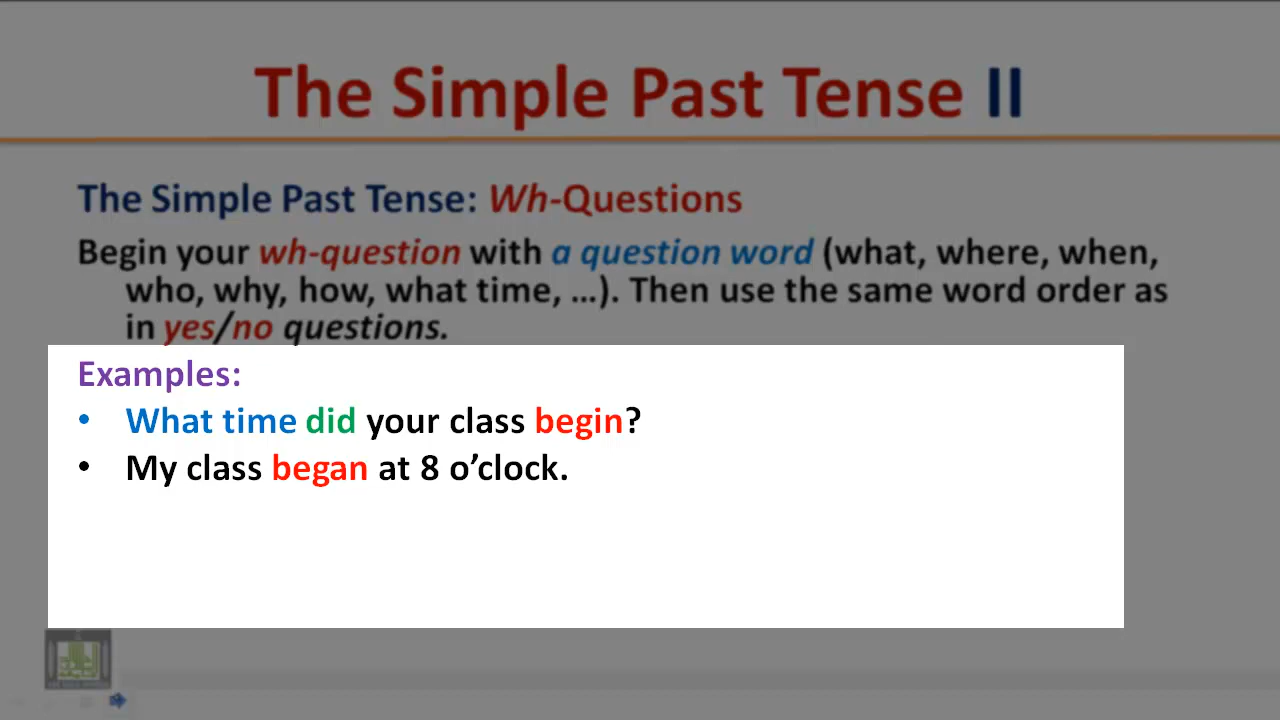 The Simple Past Tense II
The Simple Past Tense: Wh-Questions
Begin your wh-question with a question word (what, where, when,
who, why, how, what time, …). Then use the same word order as
in yes/no questions.
Examples:
• What time did your class begin?
• My class began at 8 o’clock.